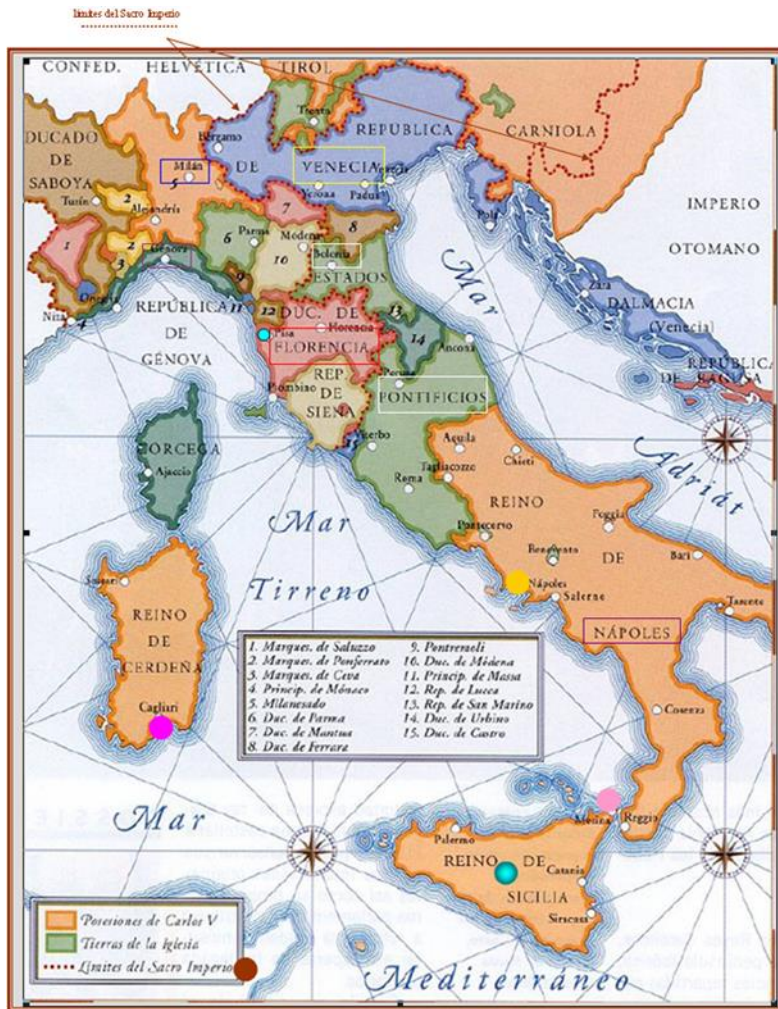 límites del Sacro Imperio
CONFED. HELVÉTICA
TIROL
Trento
DUCADO
DE
SABOYA
Bérgamo
REPÚBLICA
CARNIOLA
Milán
5
DE
VENECIA
Venecia
Verona
Padua
Turín
2
Alejandría
7
IMPERIO
OTOMANO
1
2
3
6
Parma
Módena
8
Pola
Génova
10
Bolonia
ESTADOS
9
Mar
Zara
DALMACIA
(Venecia)
Niza
4
REPÚBLICA
DE
GÉNOVA
11
12
DUC. DE
13
14
Florencia
Pisa
FLORENCIA
Ancona
REPÚBLICA
DE RAGUSA
REP.
DE
SIENA
Piombino
PONTIFICIOS
CÓRCEGA
Ajaccio
Aquila
Chieti
Tagliacozzo
Adriát
Roma
REINO
Mar
Pontecorvo
Foggia
Tirreno
Benevento
DE
Bari
Nápoles
Salerno
Tarento
REINO
DE
CERDEÑA
NÁPOLES
Cagliari
Cosenza
1. Marques. de Saluzzo
2. Marques. de Ponferrato
3. Marques. de Ceva
4. Princip. de Mónaco
5. Milanesado
6. Duc. de Parma
7. Duc. de Mantua
8. Duc. de Ferrara
9. Pontremoli
10. Duc. de Módena
11. Princip. de Massa
12. Rep. de Lucca
13. Rep. de San Marino
14. Duc. de Urbino
15. Duc. de Castro
Mar
Mesina
Reggio
Palermo
REINO DE
SICILIA
Catania
Siracusa
Posesiones de Carlos V
Tierras de la Iglesia
Límites del Sacro Imperio
Mediterráneo